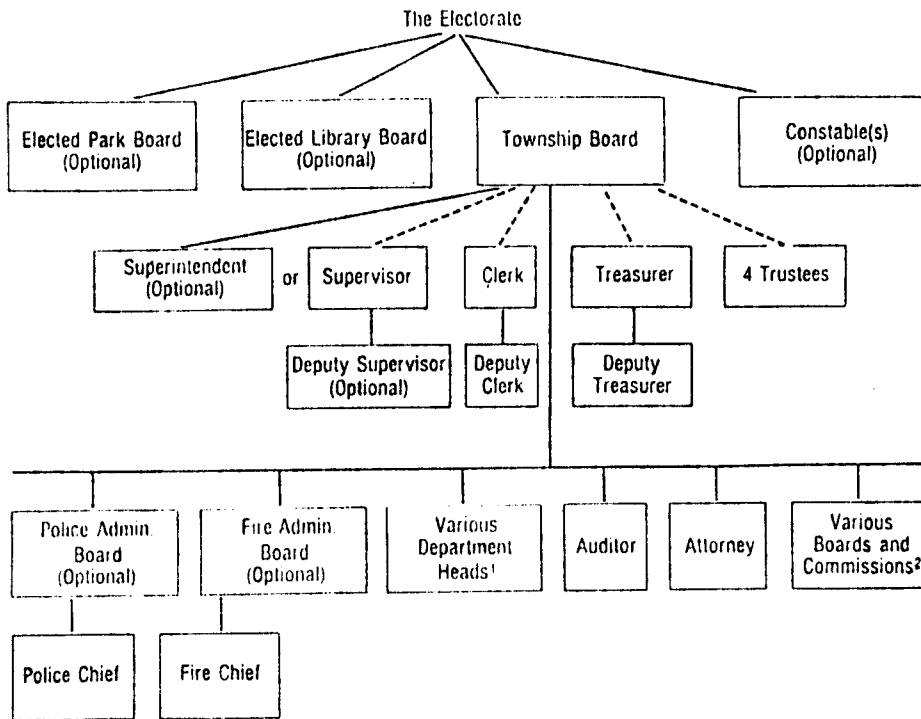 The Electorate
Elected Park Board
(Optional)
Elected Library Board
(Optional)
Township Board
Constable(s)
(Optional)
Superintendent
(Optional)
or
Supervisor
Clerk
Treasurer
4 Trustees
Deputy Supervisor
(Optional)
Deputy
Clerk
Deputy
Treasurer
Police Admin.
Board
(Optional)
Fire Admin.
Board
(Optional)
Various
Department
Heads¹
Auditor
Attorney
Various
Boards and
Commissions²
Police Chief
Fire Chief